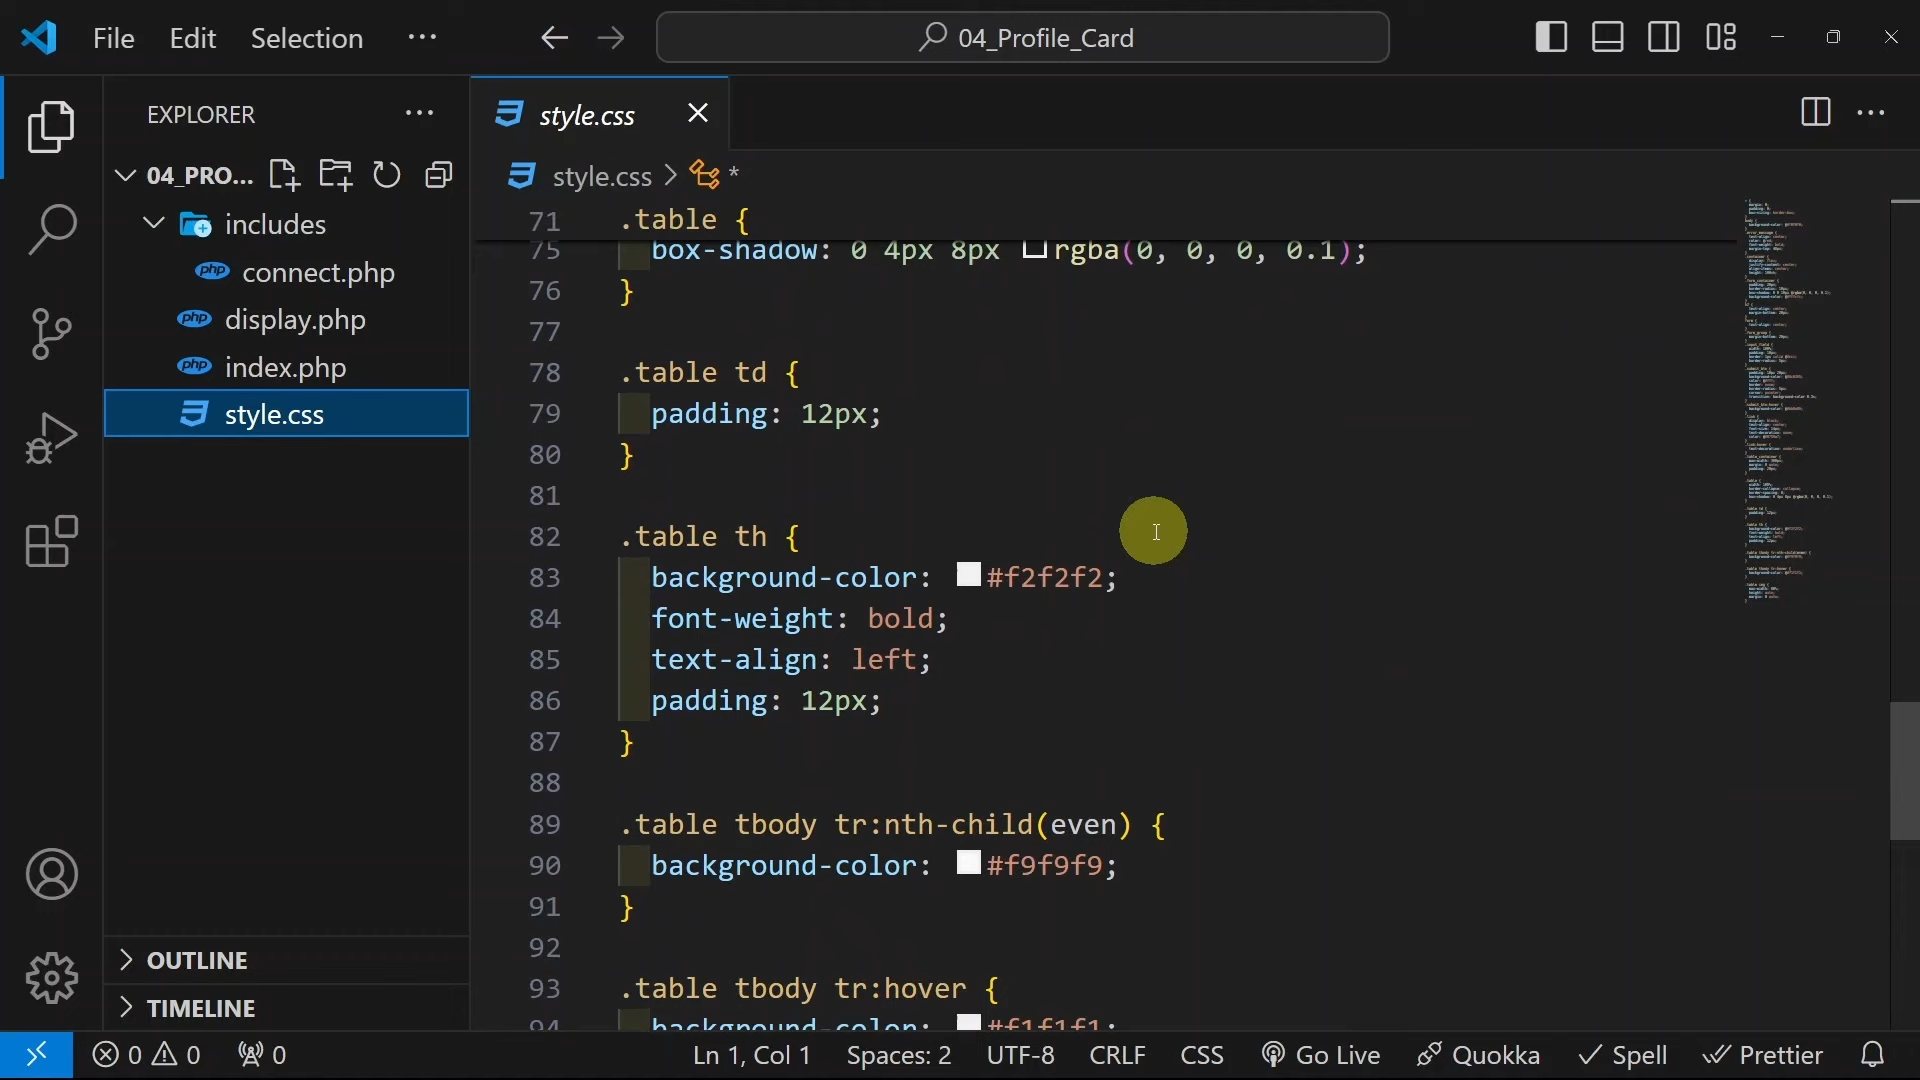 File Edit Selection ··· 04_Profile_Card
EXPLORER ···
04_PRO...
includes
connect.php
display.php
index.php
style.css
OUTLINE
TIMELINE
style.css
style.css > *
71 .table {
75 box-shadow: 0 4px 8px rgba(0, 0, 0, 0.1);
76 }
77
78 .table td {
79 padding: 12px;
80 }
81
82 .table th {
83 background-color: #f2f2f2;
84 font-weight: bold;
85 text-align: left;
86 padding: 12px;
87 }
88
89 .table tbody tr:nth-child(even) {
90 background-color: #f9f9f9;
91 }
92
93 .table tbody tr:hover {
94 background-color: #f1f1f1;
0 0 0 Ln 1, Col 1 Spaces: 2 UTF-8 CRLF CSS Go Live Quokka Spell Prettier